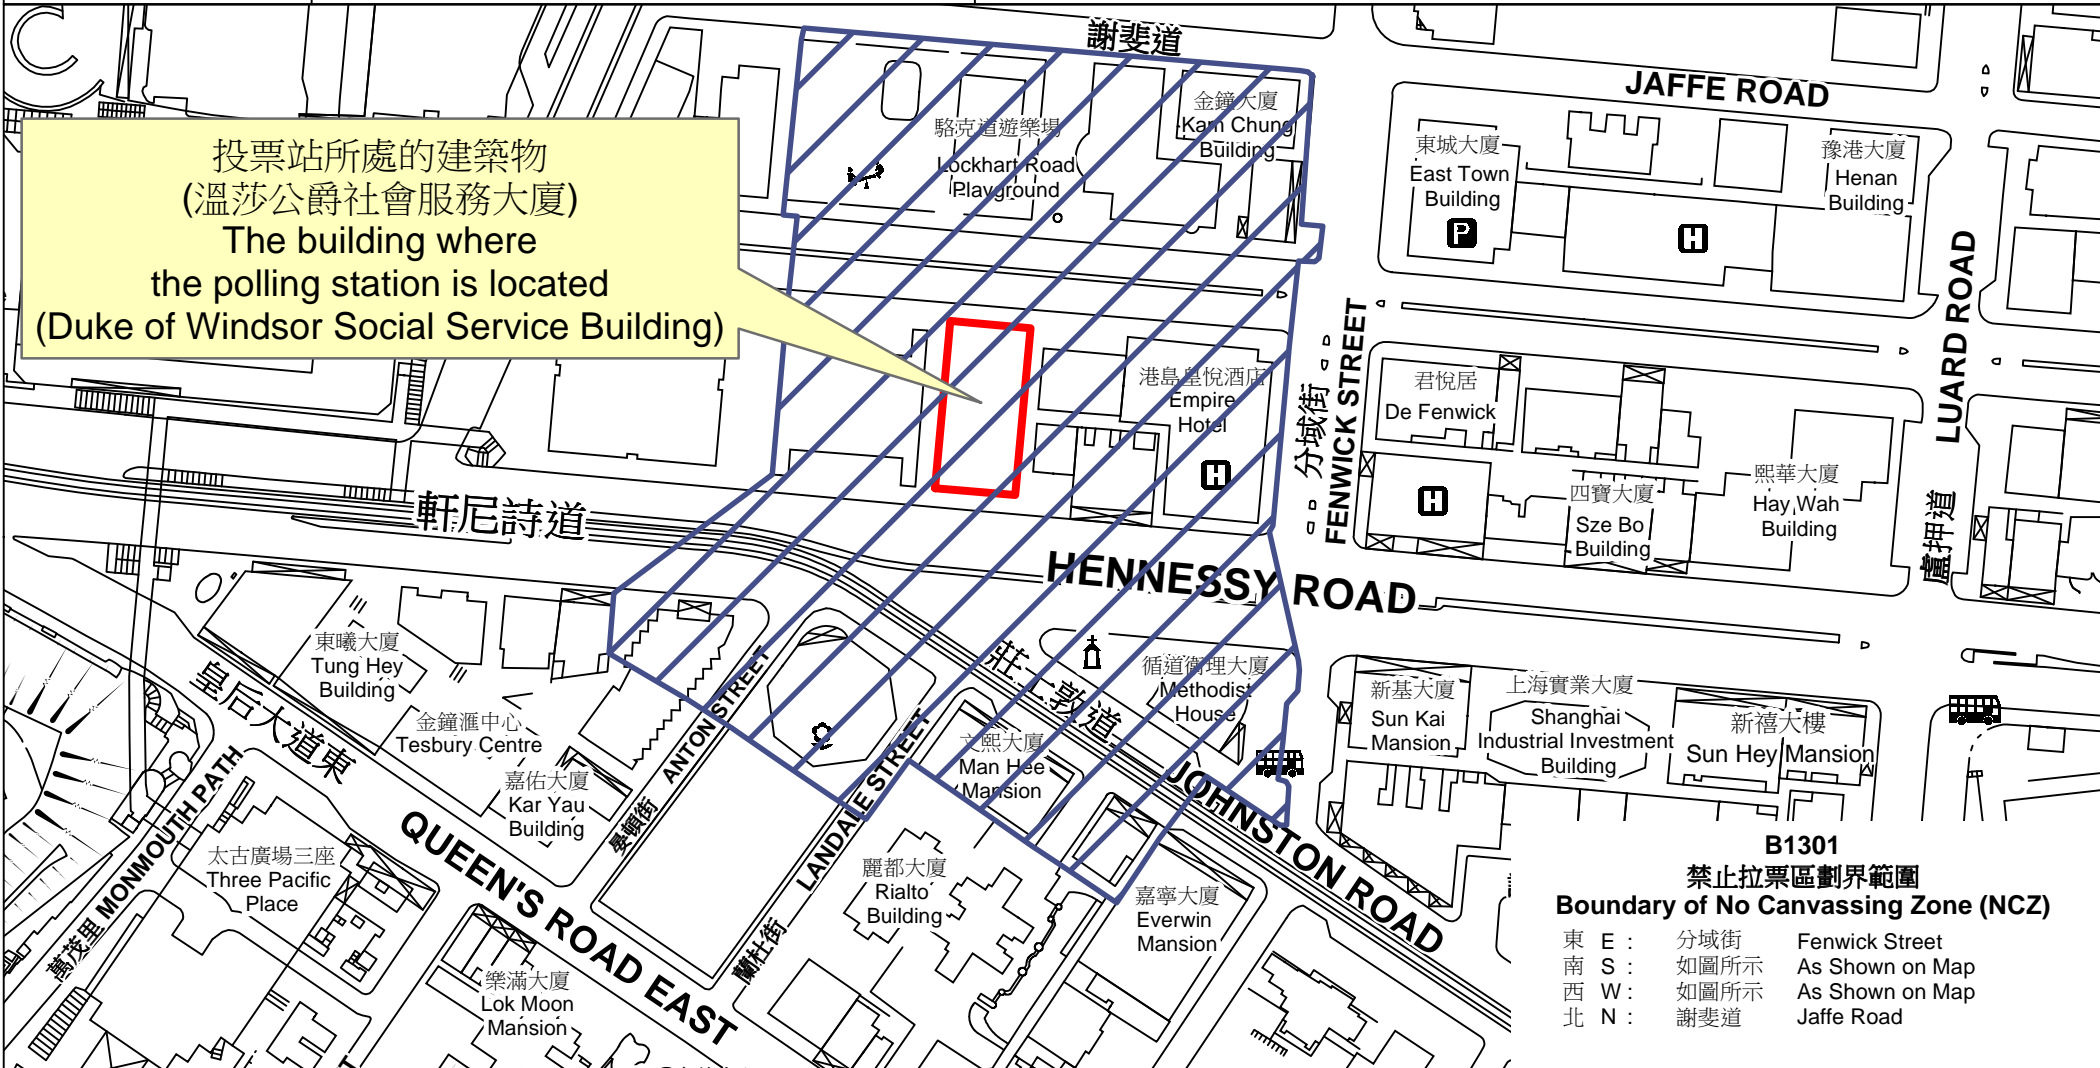 謝斐道
JAFFE ROAD
金鐘大廈
Kam Chung
Building
駱克道遊樂場
Lockhart Road
Playground
東城大廈
East Town
Building
P
H
豫港大廈
Henan
Building
投票站所處的建築物
(溫莎公爵社會服務大廈)
The building where
the polling station is located
(Duke of Windsor Social Service Building)
LUARD ROAD
盧押道
分域街
FENWICK STREET
港島皇悅酒店
Empire
Hotel
H
君悅居
De Fenwick
H
四寶大廈
Sze Bo
Building
熙華大廈
Hay Wah
Building
軒尼詩道
HENNESSY ROAD
東曦大廈
Tung Hey
Building
皇后大道東
金鐘滙中心
Tesbury Centre
嘉佑大廈
Kar Yau
Building
晏頓街 ANTON STREET
蘭杜街 LANDALE STREET
莊士敦道
JOHNSTON ROAD
循道衞理大廈
Methodist
House
文熙大廈
Man Hee
Mansion
新基大廈
Sun Kai
Mansion
上海實業大廈
Shanghai
Industrial Investment
Building
新禧大樓
Sun Hey Mansion
萬茂里 MONMOUTH PATH
太古廣場三座
Three Pacific
Place
QUEEN'S ROAD EAST
樂滿大廈
Lok Moon
Mansion
麗都大廈
Rialto
Building
嘉寧大廈
Everwin
Mansion
B1301
禁止拉票區劃界範圍
Boundary of No Canvassing Zone (NCZ)
東 E : 分域街 Fenwick Street
南 S : 如圖所示 As Shown on Map
西 W : 如圖所示 As Shown on Map
北 N : 謝斐道 Jaffe Road